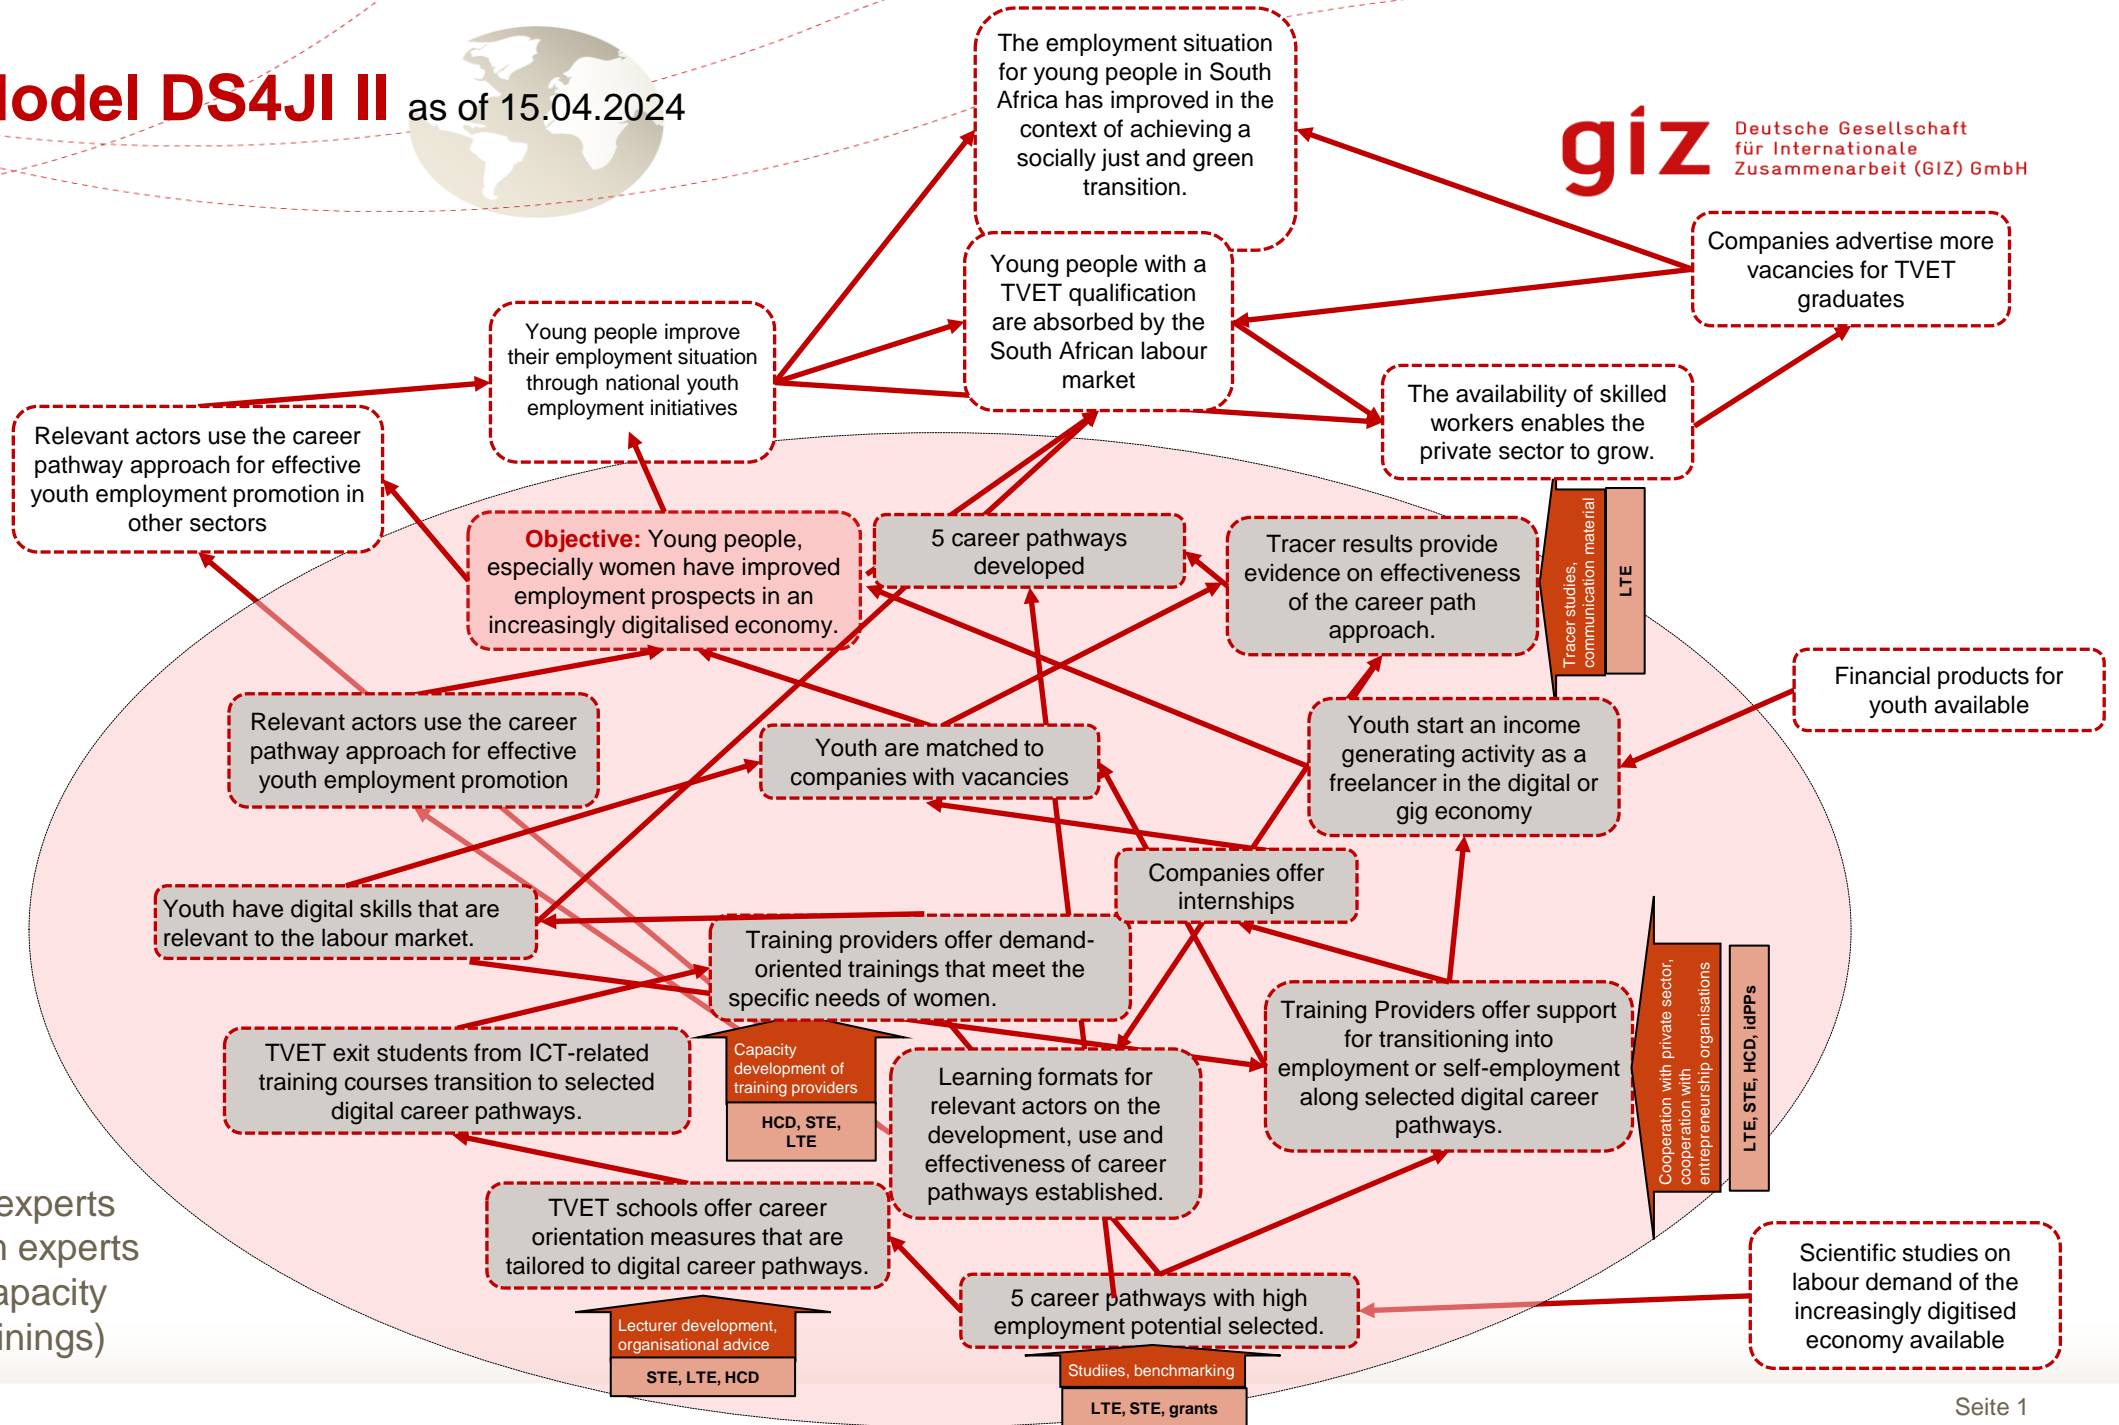 lodel DS4JI II as of 15.04.2024
giz
Deutsche Gesellschaft
für Internationale
Zusammenarbeit (GIZ) GmbH
The employment situation
for young people in South
Africa has improved in the
context of achieving a
socially just and green
transition.
Companies advertise more
vacancies for TVET
graduates
Young people with a
TVET qualification
are absorbed by the
South African labour
market
Young people improve
their employment situation
through national youth
employment initiatives
The availability of skilled
workers enables the
private sector to grow.
Relevant actors use the career
pathway approach for effective
youth employment promotion in
other sectors
Objective: Young people,
especially women have improved
employment prospects in an
increasingly digitalised economy.
5 career pathways
developed
Tracer results provide
evidence on effectiveness
of the career path
approach.
Tracer studies,
communication material
LTE
Financial products for
youth available
Relevant actors use the career
pathway approach for effective
youth employment promotion
Youth are matched to
companies with vacancies
Youth start an income
generating activity as a
freelancer in the digital or
gig economy
Companies offer
internships
Youth have digital skills that are
relevant to the labour market.
Training providers offer demand-
oriented trainings that meet the
specific needs of women.
TVET exit students from ICT-related
training courses transition to selected
digital career pathways.
Capacity
development of
training providers
HCD, STE,
LTE
Learning formats for
relevant actors on the
development, use and
effectiveness of career
pathways established.
Training Providers offer support
for transitioning into
employment or self-employment
along selected digital career
pathways.
Cooperation with private sector,
cooperation with
entrepreneurship organisations
LTE, STE, HCD, idPPs
TVET schools offer career
orientation measures that are
tailored to digital career pathways.
experts
n experts
apacity
inings)
5 career pathways with high
employment potential selected.
Scientific studies on
labour demand of the
increasingly digitised
economy available
Lecturer development,
organisational advice
STE, LTE, HCD
Studiies, benchmarking
LTE, STE, grants
Seite 1